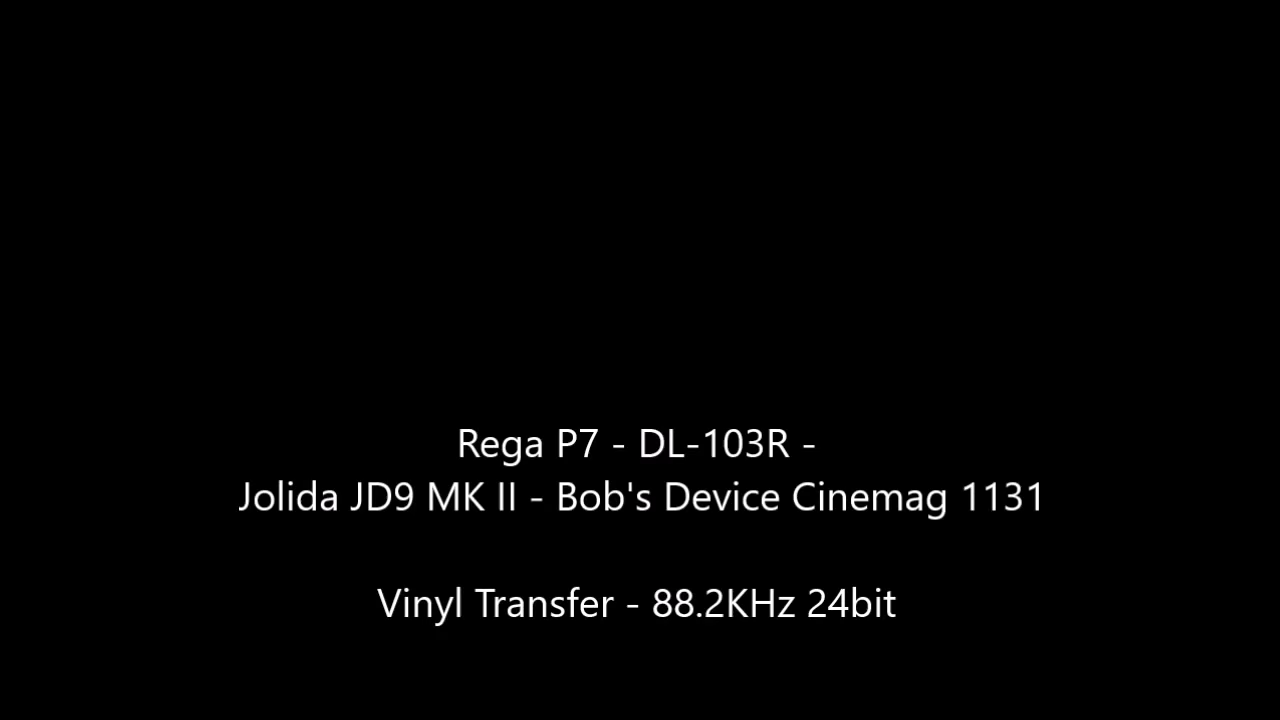 Rega P7 - DL-103R -
Jolida JD9 MK II - Bob's Device Cinemag 1131
Vinyl Transfer - 88.2KHz 24bit